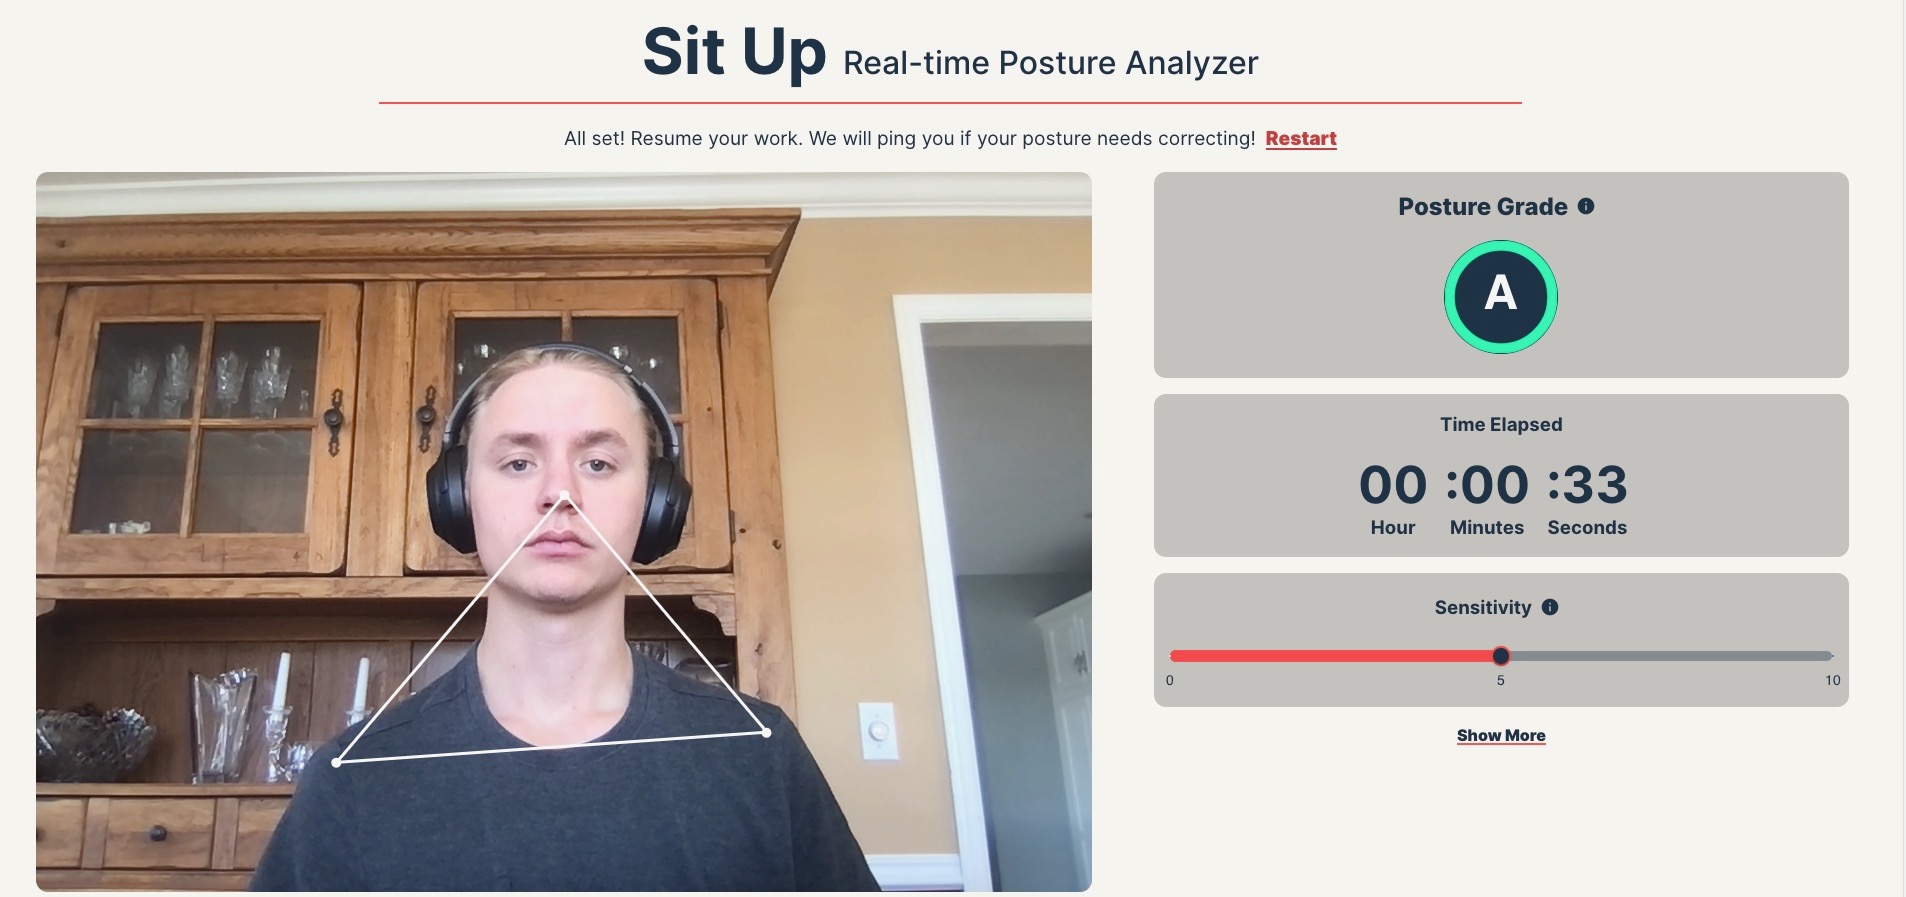 Sit Up Real-time Posture Analyzer
All set! Resume your work. We will ping you if your posture needs correcting! Restart
Posture Grade
A
Time Elapsed
00 :00 :33
Hour Minutes Seconds
Sensitivity
0 5 10
Show More